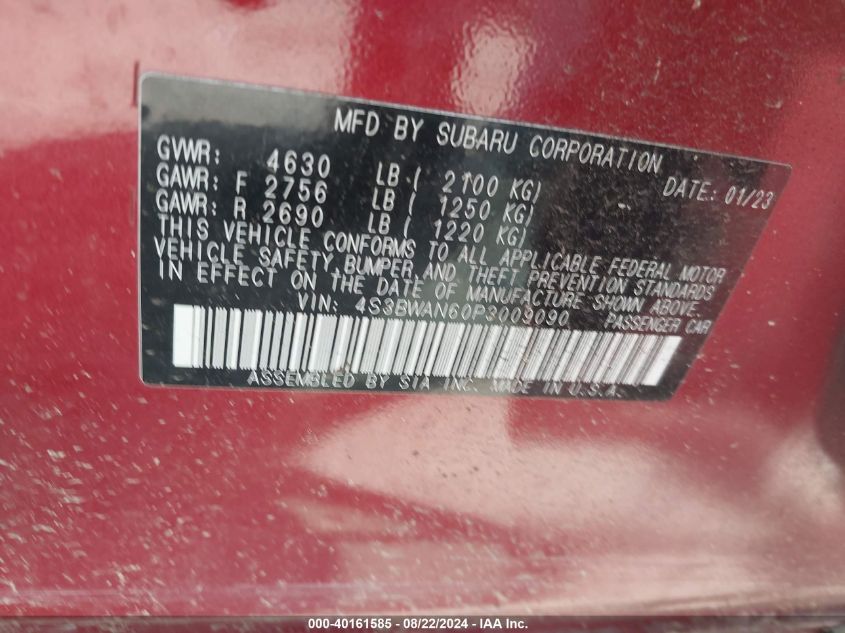 MFD BY SUBARU CORPORATION
GVWR: 4630 LB ( 2100 KG) DATE: 01/23
GAWR: F 2756 LB ( 1250 KG)
GAWR: R 2690 LB ( 1220 KG)
THIS VEHICLE CONFORMS TO ALL APPLICABLE FEDERAL MOTOR
VEHICLE SAFETY, BUMPER, AND THEFT PREVENTION STANDARDS
IN EFFECT ON THE DATE OF MANUFACTURE SHOWN ABOVE.
VIN: 4S3BWAN60P3009090 PASSENGER CAR
ASSEMBLED BY SIA INC. MADE IN U.S.A.
000-40161585 - 08/22/2024 - IAA Inc.